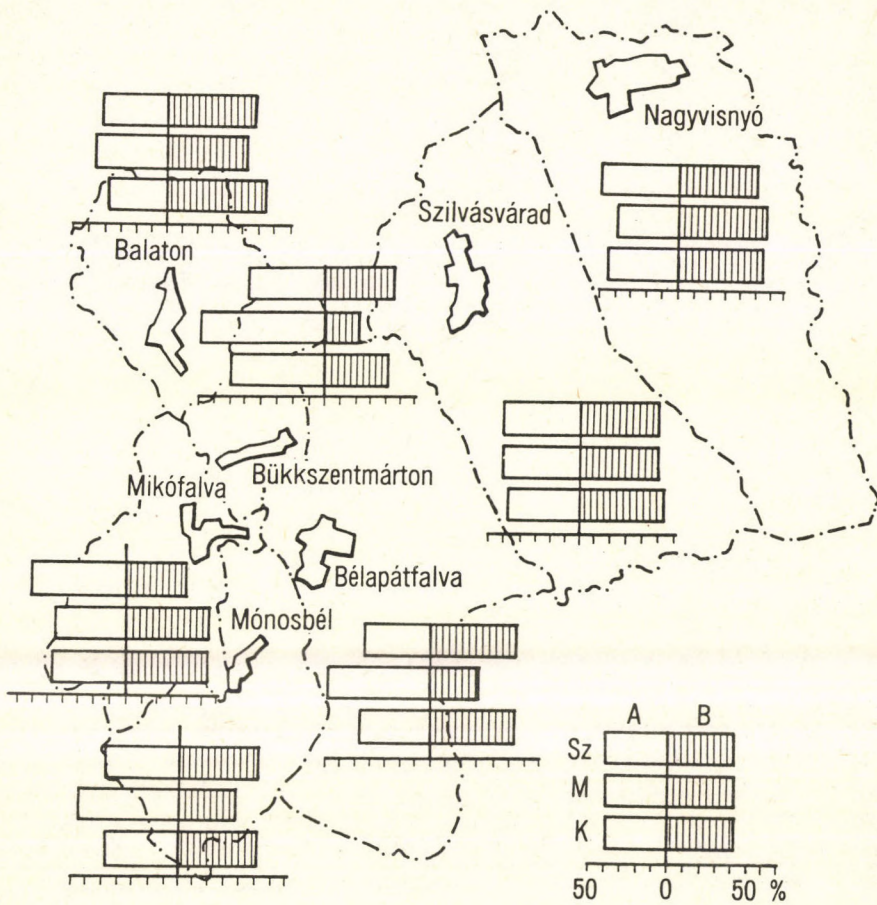 Nagyvisnyó
Szilvásvárad
Balaton
Bükkszentmárton
Mikófalva
Bélapátfalva
Mónosbél
A B
Sz
M
K
50 0 50 %